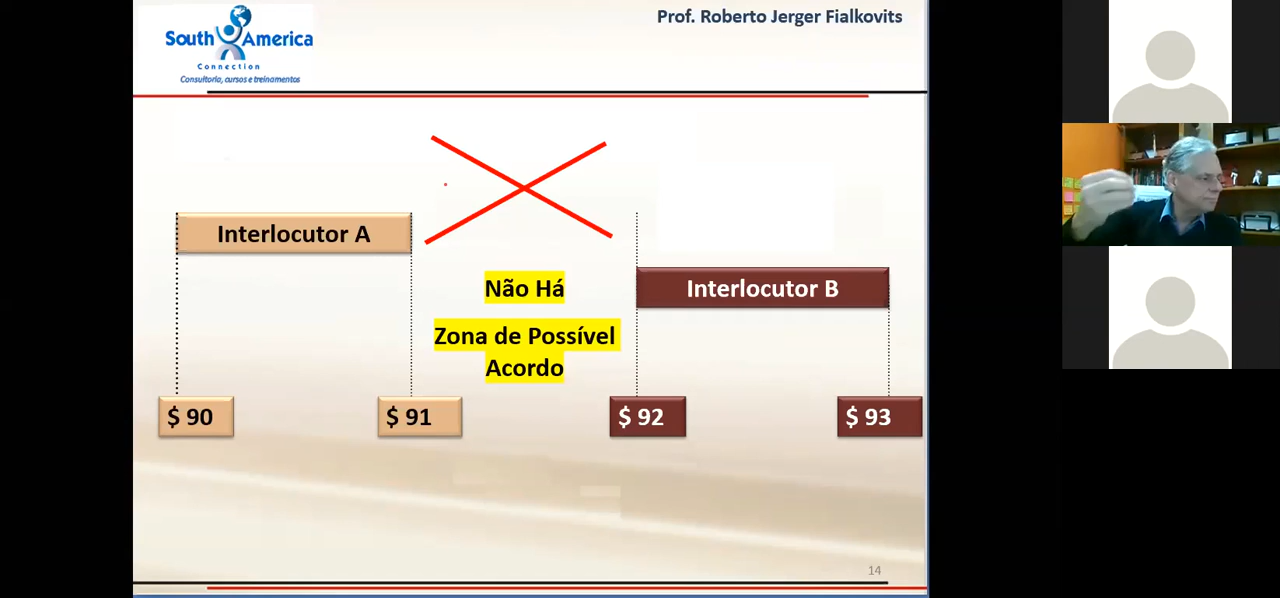 Prof. Roberto Jerger Fialkovits
South America
Connection
Consultoria, cursos e treinamentos
Interlocutor A
Não Há
Interlocutor B
Zona de Possível
Acordo
$ 90
$ 91
$ 92
$ 93
14